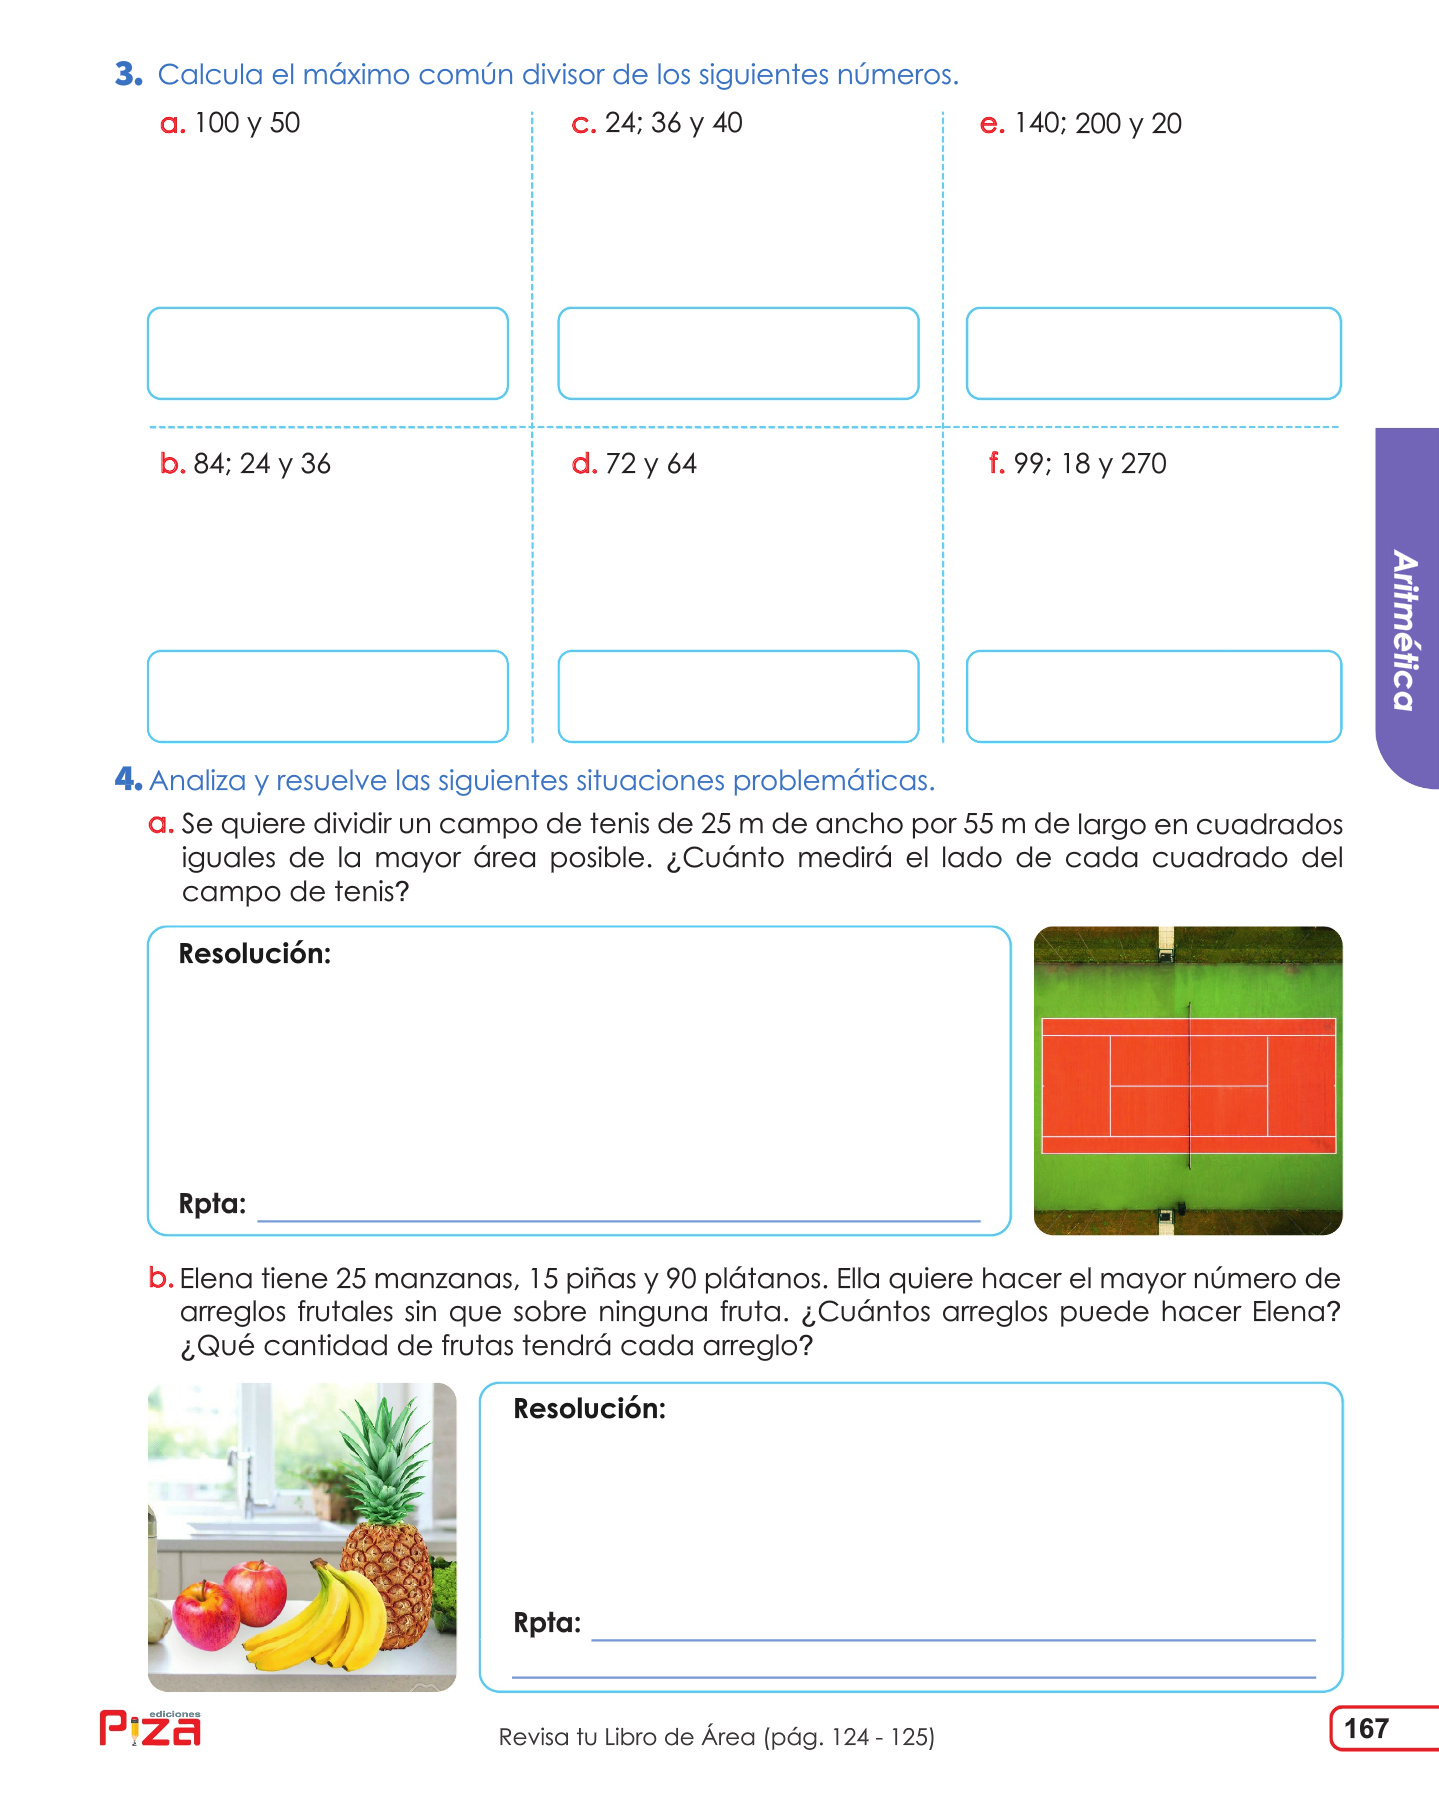 3. Calcula el máximo común divisor de los siguientes números.
a. 100 y 50
c. 24; 36 y 40
e. 140; 200 y 20
b. 84; 24 y 36
d. 72 y 64
f. 99; 18 y 270
Aritmética
4. Analiza y resuelve las siguientes situaciones problemáticas.
a. Se quiere dividir un campo de tenis de 25 m de ancho por 55 m de largo en cuadrados
iguales de la mayor área posible. ¿Cuánto medirá el lado de cada cuadrado del
campo de tenis?
Resolución:
Rpta:
b. Elena tiene 25 manzanas, 15 piñas y 90 plátanos. Ella quiere hacer el mayor número de
arreglos frutales sin que sobre ninguna fruta. ¿Cuántos arreglos puede hacer Elena?
¿Qué cantidad de frutas tendrá cada arreglo?
Resolución:
Rpta:
ediciones
Piza
Revisa tu Libro de Área (pág. 124 - 125)
167